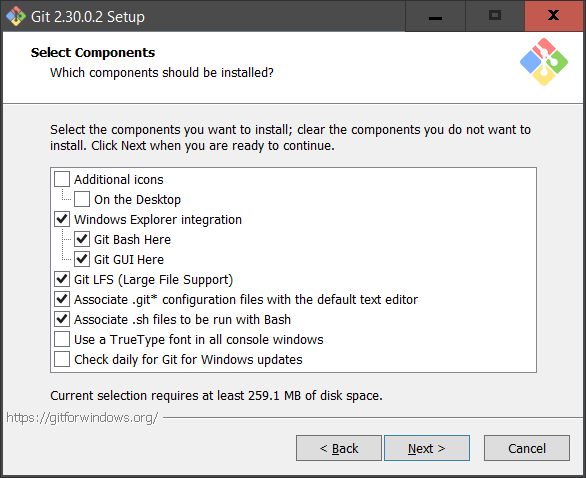 Git 2.30.0.2 Setup
Select Components
Which components should be installed?
Select the components you want to install; clear the components you do not want to
install. Click Next when you are ready to continue.
Additional icons
On the Desktop
Windows Explorer integration
Git Bash Here
Git GUI Here
Git LFS (Large File Support)
Associate .git* configuration files with the default text editor
Associate .sh files to be run with Bash
Use a TrueType font in all console windows
Check daily for Git for Windows updates
Current selection requires at least 259.1 MB of disk space.
https://gitforwindows.org/
< Back
Next >
Cancel